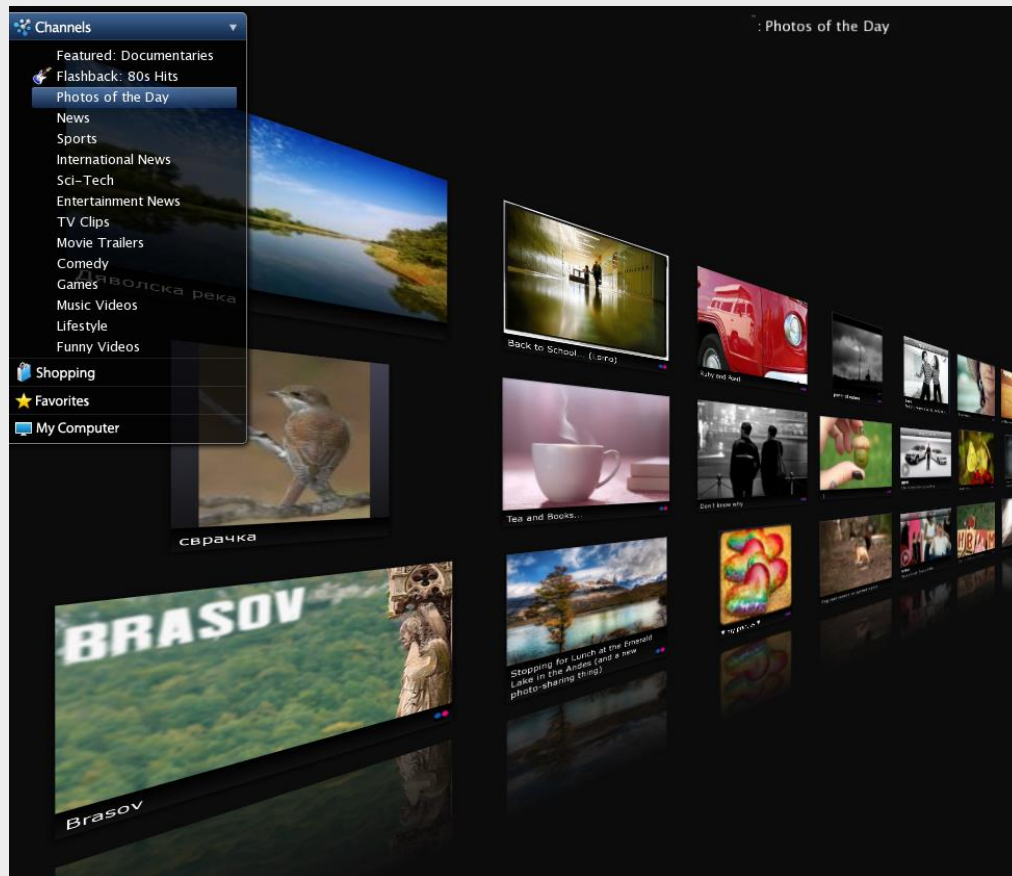 Channels
: Photos of the Day
Featured: Documentaries
Flashback: 80s Hits
Photos of the Day
News
Sports
International News
Sci-Tech
Entertainment News
TV Clips
Movie Trailers
Comedy
Games
Music Videos
Lifestyle
Funny Videos
Shopping
Favorites
My Computer
Дяволска река
Back to School... (Lorro)
Ruby and Ford
сврачка
Tea and Books...
Don't know why
BRASOV
Brasov
Stopping for Lunch at the Emerald
Lake in the Andes (and a new
photo-sharing thing)